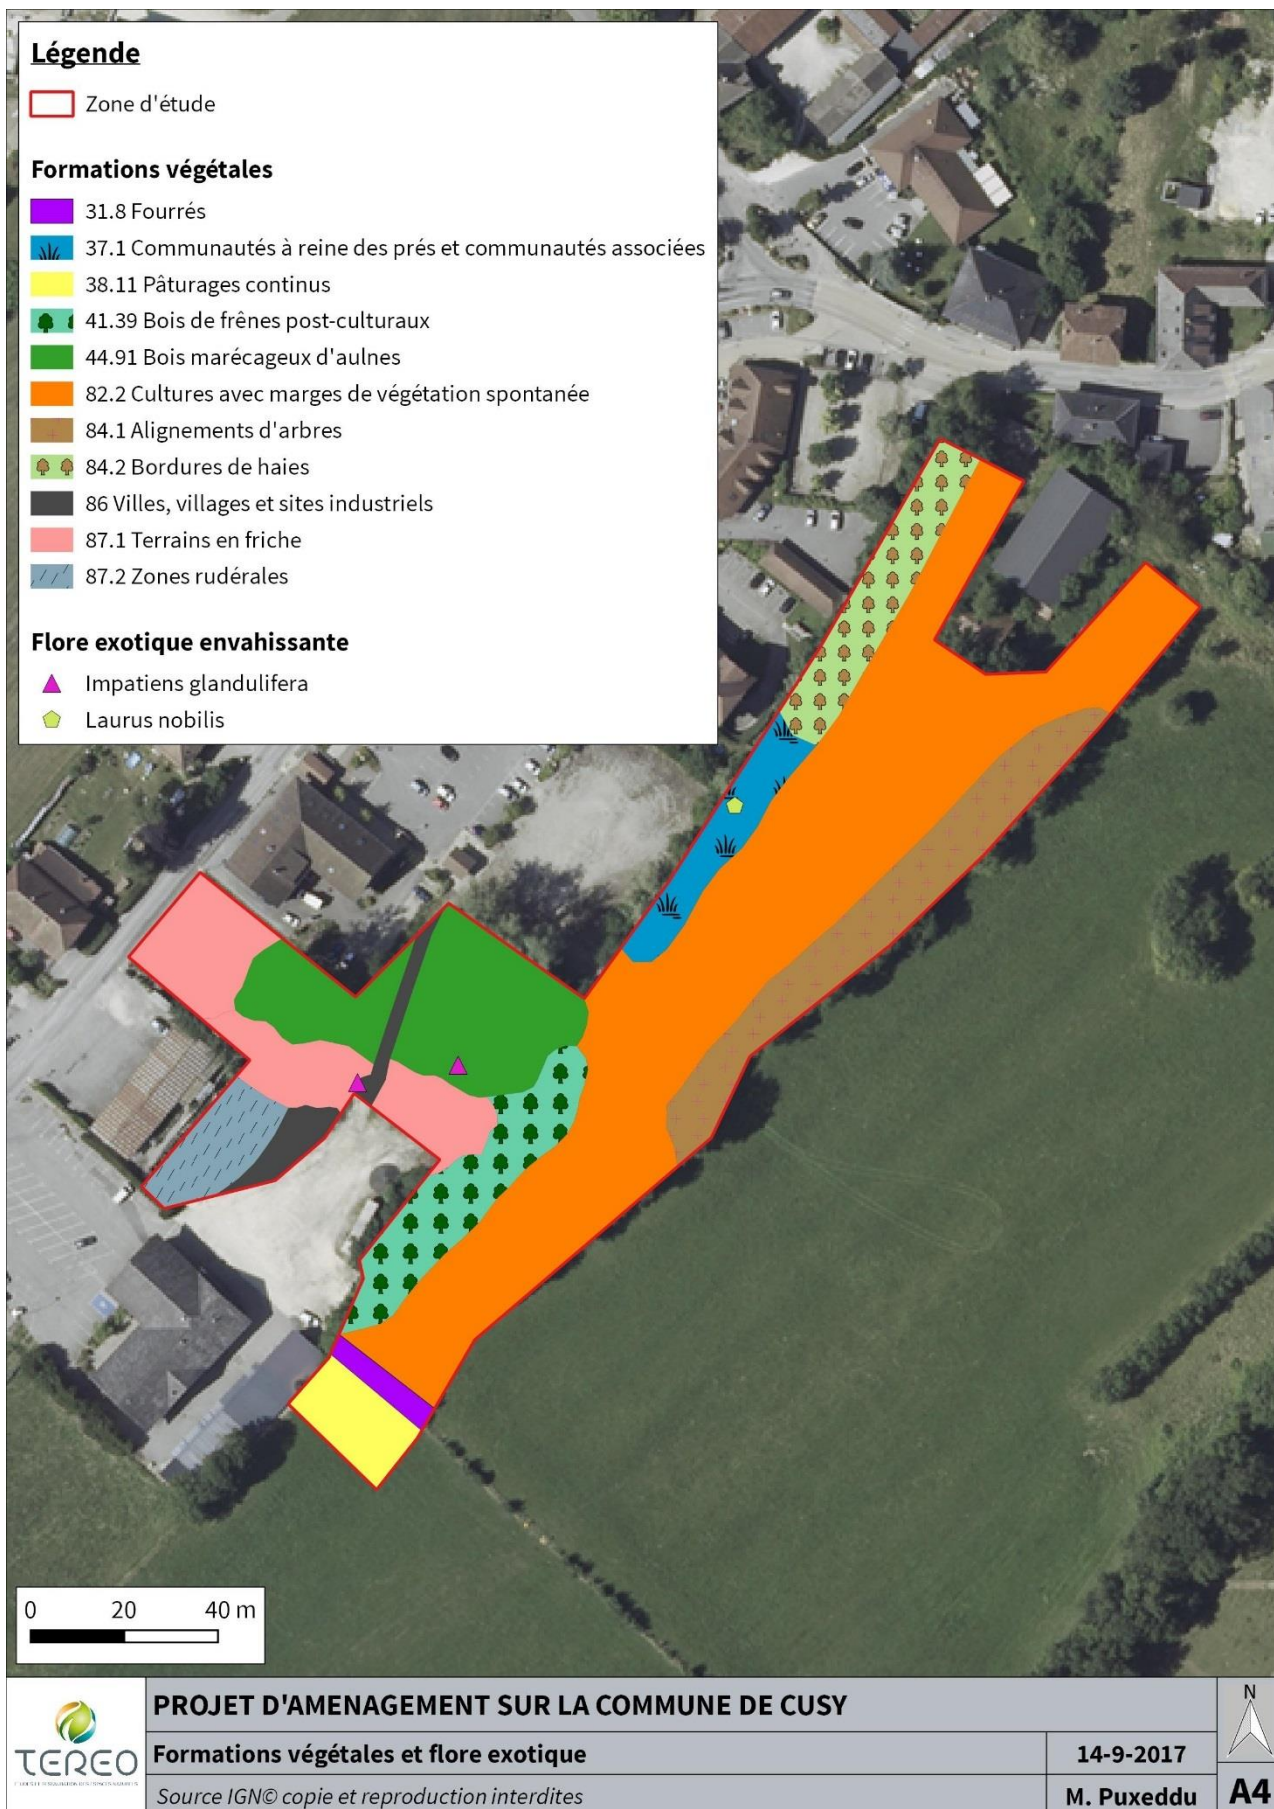 Légende
Zone d'étude
Formations végétales
31.8 Fourrés
37.1 Communautés à reine des prés et communautés associées
38.11 Pâturages continus
41.39 Bois de frênes post-culturaux
44.91 Bois marécageux d'aulnes
82.2 Cultures avec marges de végétation spontanée
84.1 Alignements d'arbres
84.2 Bordures de haies
86 Villes, villages et sites industriels
87.1 Terrains en friche
87.2 Zones rudérales
Flore exotique envahissante
Impatiens glandulifera
Laurus nobilis
0 20 40 m
TEREO
PROJET D'AMENAGEMENT SUR LA COMMUNE DE CUSY
Formations végétales et flore exotique
14-9-2017
Source IGN© copie et reproduction interdites
M. Puxeddu
N
A4